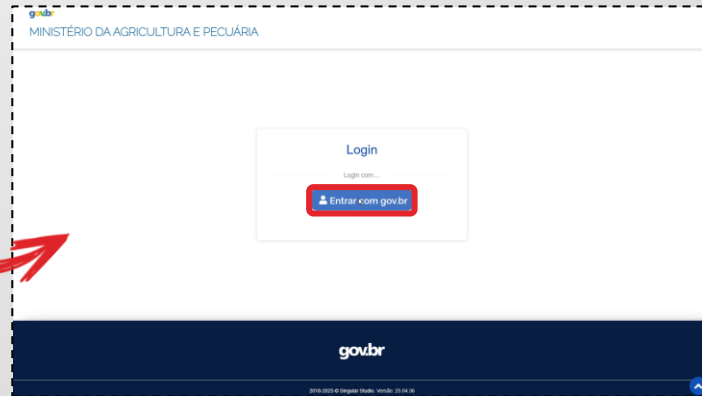 gov.br
MINISTÉRIO DA AGRICULTURA E PECUÁRIA
Login
Login com...
Entrar com gov.br
gov.br
2018-2025 © Singular Studio. Versão: 25.04.36